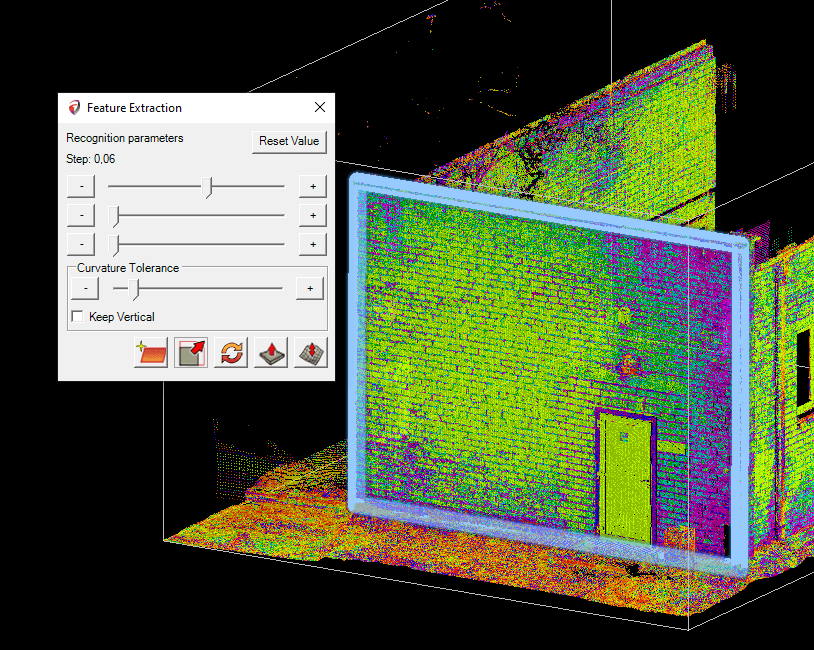 Feature Extraction
Recognition parameters
Reset Value
Step: 0,06
- +
- +
- +
Curvature Tolerance
- +
Keep Vertical